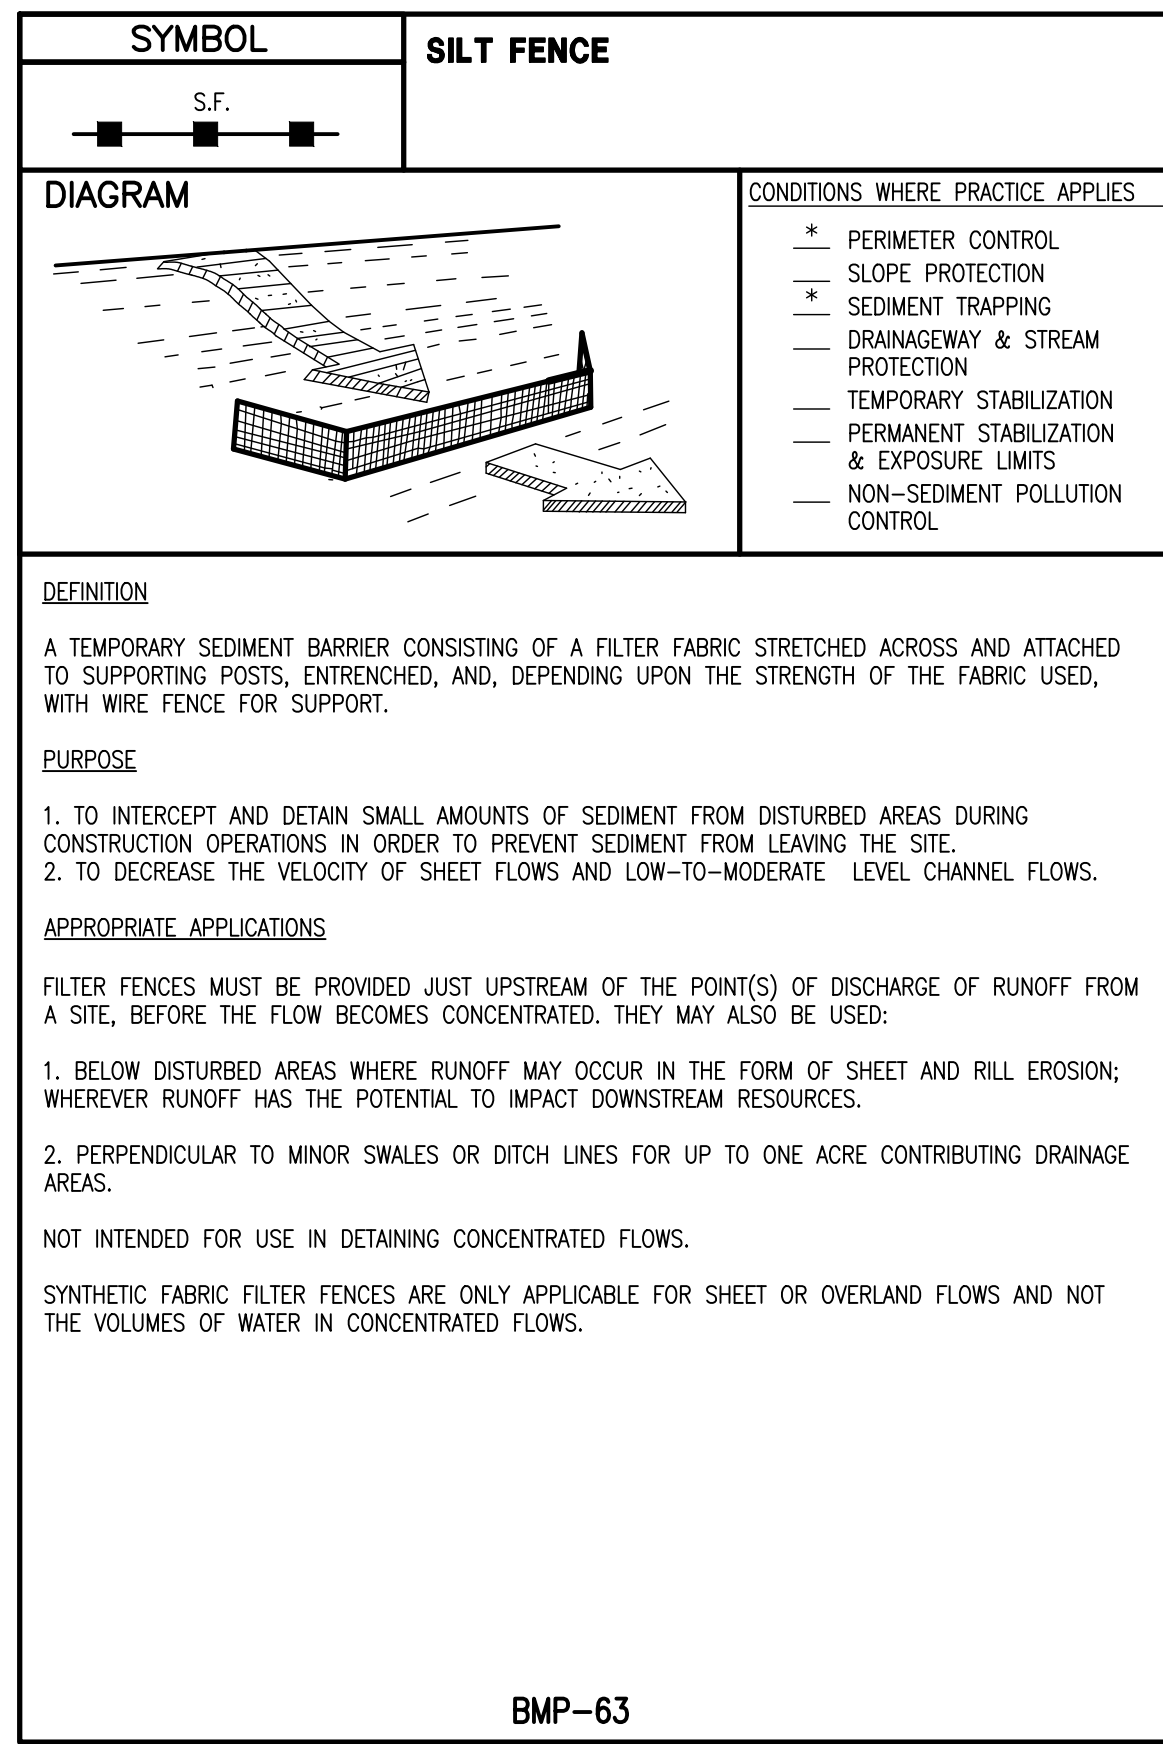 SYMBOL
SILT FENCE
S.F.
DIAGRAM
CONDITIONS WHERE PRACTICE APPLIES
* PERIMETER CONTROL
__ SLOPE PROTECTION
* SEDIMENT TRAPPING
__ DRAINAGEWAY & STREAM
PROTECTION
__ TEMPORARY STABILIZATION
__ PERMANENT STABILIZATION
& EXPOSURE LIMITS
__ NON-SEDIMENT POLLUTION
CONTROL
DEFINITION
A TEMPORARY SEDIMENT BARRIER CONSISTING OF A FILTER FABRIC STRETCHED ACROSS AND ATTACHED
TO SUPPORTING POSTS, ENTRENCHED, AND, DEPENDING UPON THE STRENGTH OF THE FABRIC USED,
WITH WIRE FENCE FOR SUPPORT.
PURPOSE
1. TO INTERCEPT AND DETAIN SMALL AMOUNTS OF SEDIMENT FROM DISTURBED AREAS DURING
CONSTRUCTION OPERATIONS IN ORDER TO PREVENT SEDIMENT FROM LEAVING THE SITE.
2. TO DECREASE THE VELOCITY OF SHEET FLOWS AND LOW-TO-MODERATE LEVEL CHANNEL FLOWS.
APPROPRIATE APPLICATIONS
FILTER FENCES MUST BE PROVIDED JUST UPSTREAM OF THE POINT(S) OF DISCHARGE OF RUNOFF FROM
A SITE, BEFORE THE FLOW BECOMES CONCENTRATED. THEY MAY ALSO BE USED:
1. BELOW DISTURBED AREAS WHERE RUNOFF MAY OCCUR IN THE FORM OF SHEET AND RILL EROSION;
WHEREVER RUNOFF HAS THE POTENTIAL TO IMPACT DOWNSTREAM RESOURCES.
2. PERPENDICULAR TO MINOR SWALES OR DITCH LINES FOR UP TO ONE ACRE CONTRIBUTING DRAINAGE
AREAS.
NOT INTENDED FOR USE IN DETAINING CONCENTRATED FLOWS.
SYNTHETIC FABRIC FILTER FENCES ARE ONLY APPLICABLE FOR SHEET OR OVERLAND FLOWS AND NOT
THE VOLUMES OF WATER IN CONCENTRATED FLOWS.
BMP-63